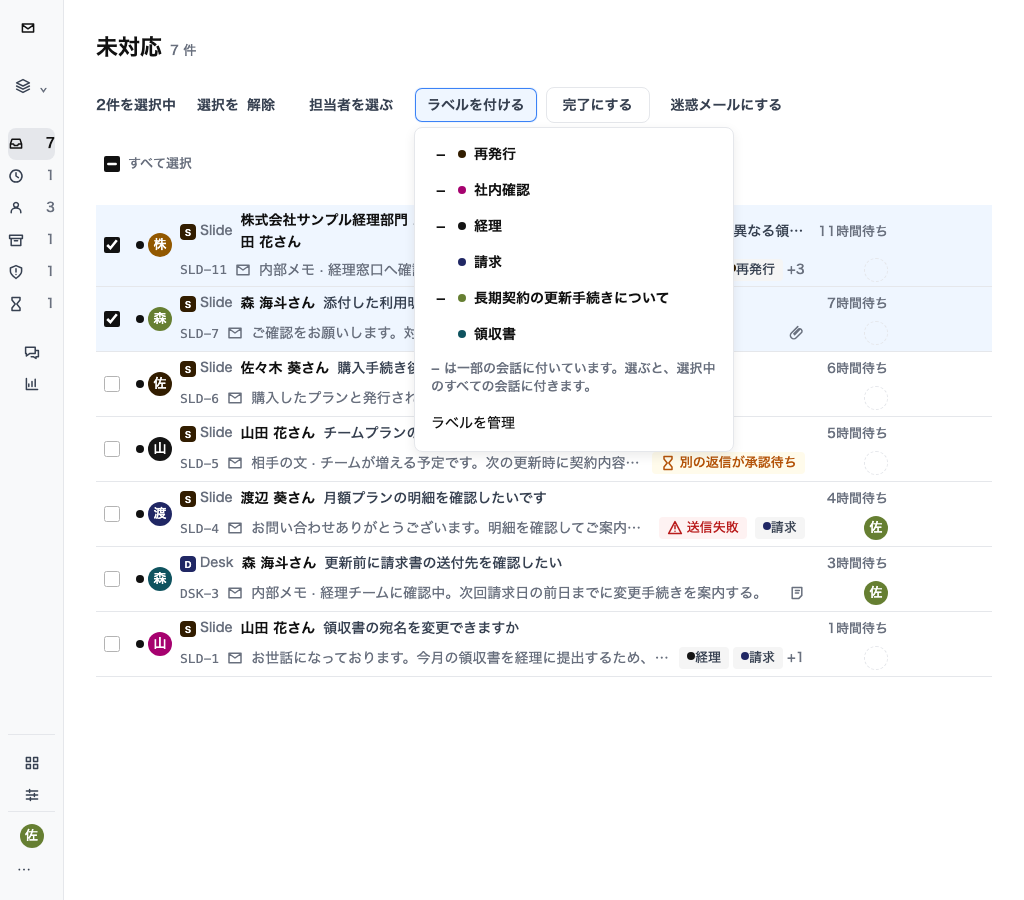 未対応 7 件
2件を選択中 選択を 解除 担当者を選ぶ ラベルを付ける 完了にする 迷惑メールにする
7
1
3
1
1
1
すべて選択
– 再発行
– 社内確認
– 経理
請求
– 長期契約の更新手続きについて
領収書
– は一部の会話に付いています。選ぶと、選択中
のすべての会話に付きます。
ラベルを管理
株 S Slide 株式会社サンプル経理部門
田 花さん 異なる領… 11時間待ち
SLD-11 内部メモ · 経理窓口へ確 再発行 +3
森 S Slide 森 海斗さん 添付した利用明 7時間待ち
SLD-7 ご確認をお願いします。対
佐 S Slide 佐々木 葵さん 購入手続き後 6時間待ち
SLD-6 購入したプランと発行され
山 S Slide 山田 花さん チームプランの 5時間待ち
SLD-5 相手の文 · チームが増える予定です。次の更新時に契約内容… 別の返信が承認待ち
渡 S Slide 渡辺 葵さん 月額プランの明細を確認したいです 4時間待ち
SLD-4 お問い合わせありがとうございます。明細を確認してご案内… 送信失敗 請求 佐
森 D Desk 森 海斗さん 更新前に請求書の送付先を確認したい 3時間待ち
DSK-3 内部メモ · 経理チームに確認中。次回請求日の前日までに変更手続きを案内する。 佐
山 S Slide 山田 花さん 領収書の宛名を変更できますか 1時間待ち
SLD-1 お世話になっております。今月の領収書を経理に提出するため、… 経理 請求 +1
佐
…